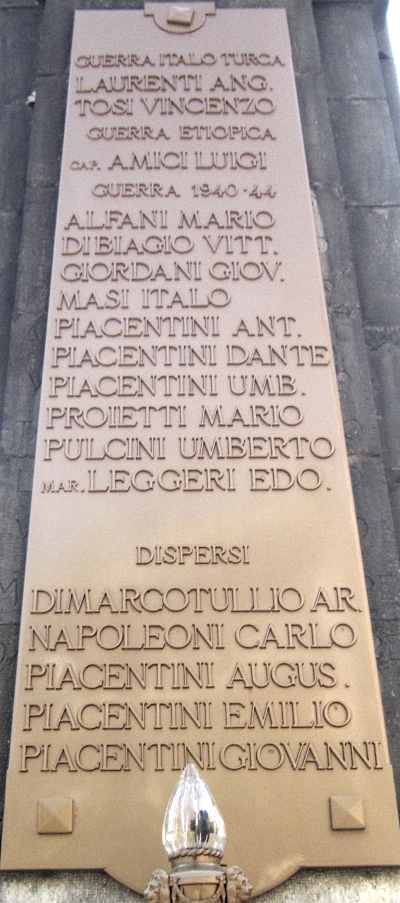 GUERRA ITALO TURCA
LAURENTI ANG.
TOSI VINCENZO
GUERRA ETIOPICA
CAP. AMICI LUIGI
GUERRA 1940-44
ALFANI MARIO
DIBIAGIO VITT.
GIORDANI GIOV.
MASI ITALO
PIACENTINI ANT.
PIACENTINI DANTE
PIACENTINI UMB.
PROIETTI MARIO
PULCINI UMBERTO
MAR. LEGGERI EDO.
DISPERSI
DIMARCOTULLIO AR.
NAPOLEONI CARLO
PIACENTINI AUGUS.
PIACENTINI EMILIO
PIACENTINI GIOVANNI